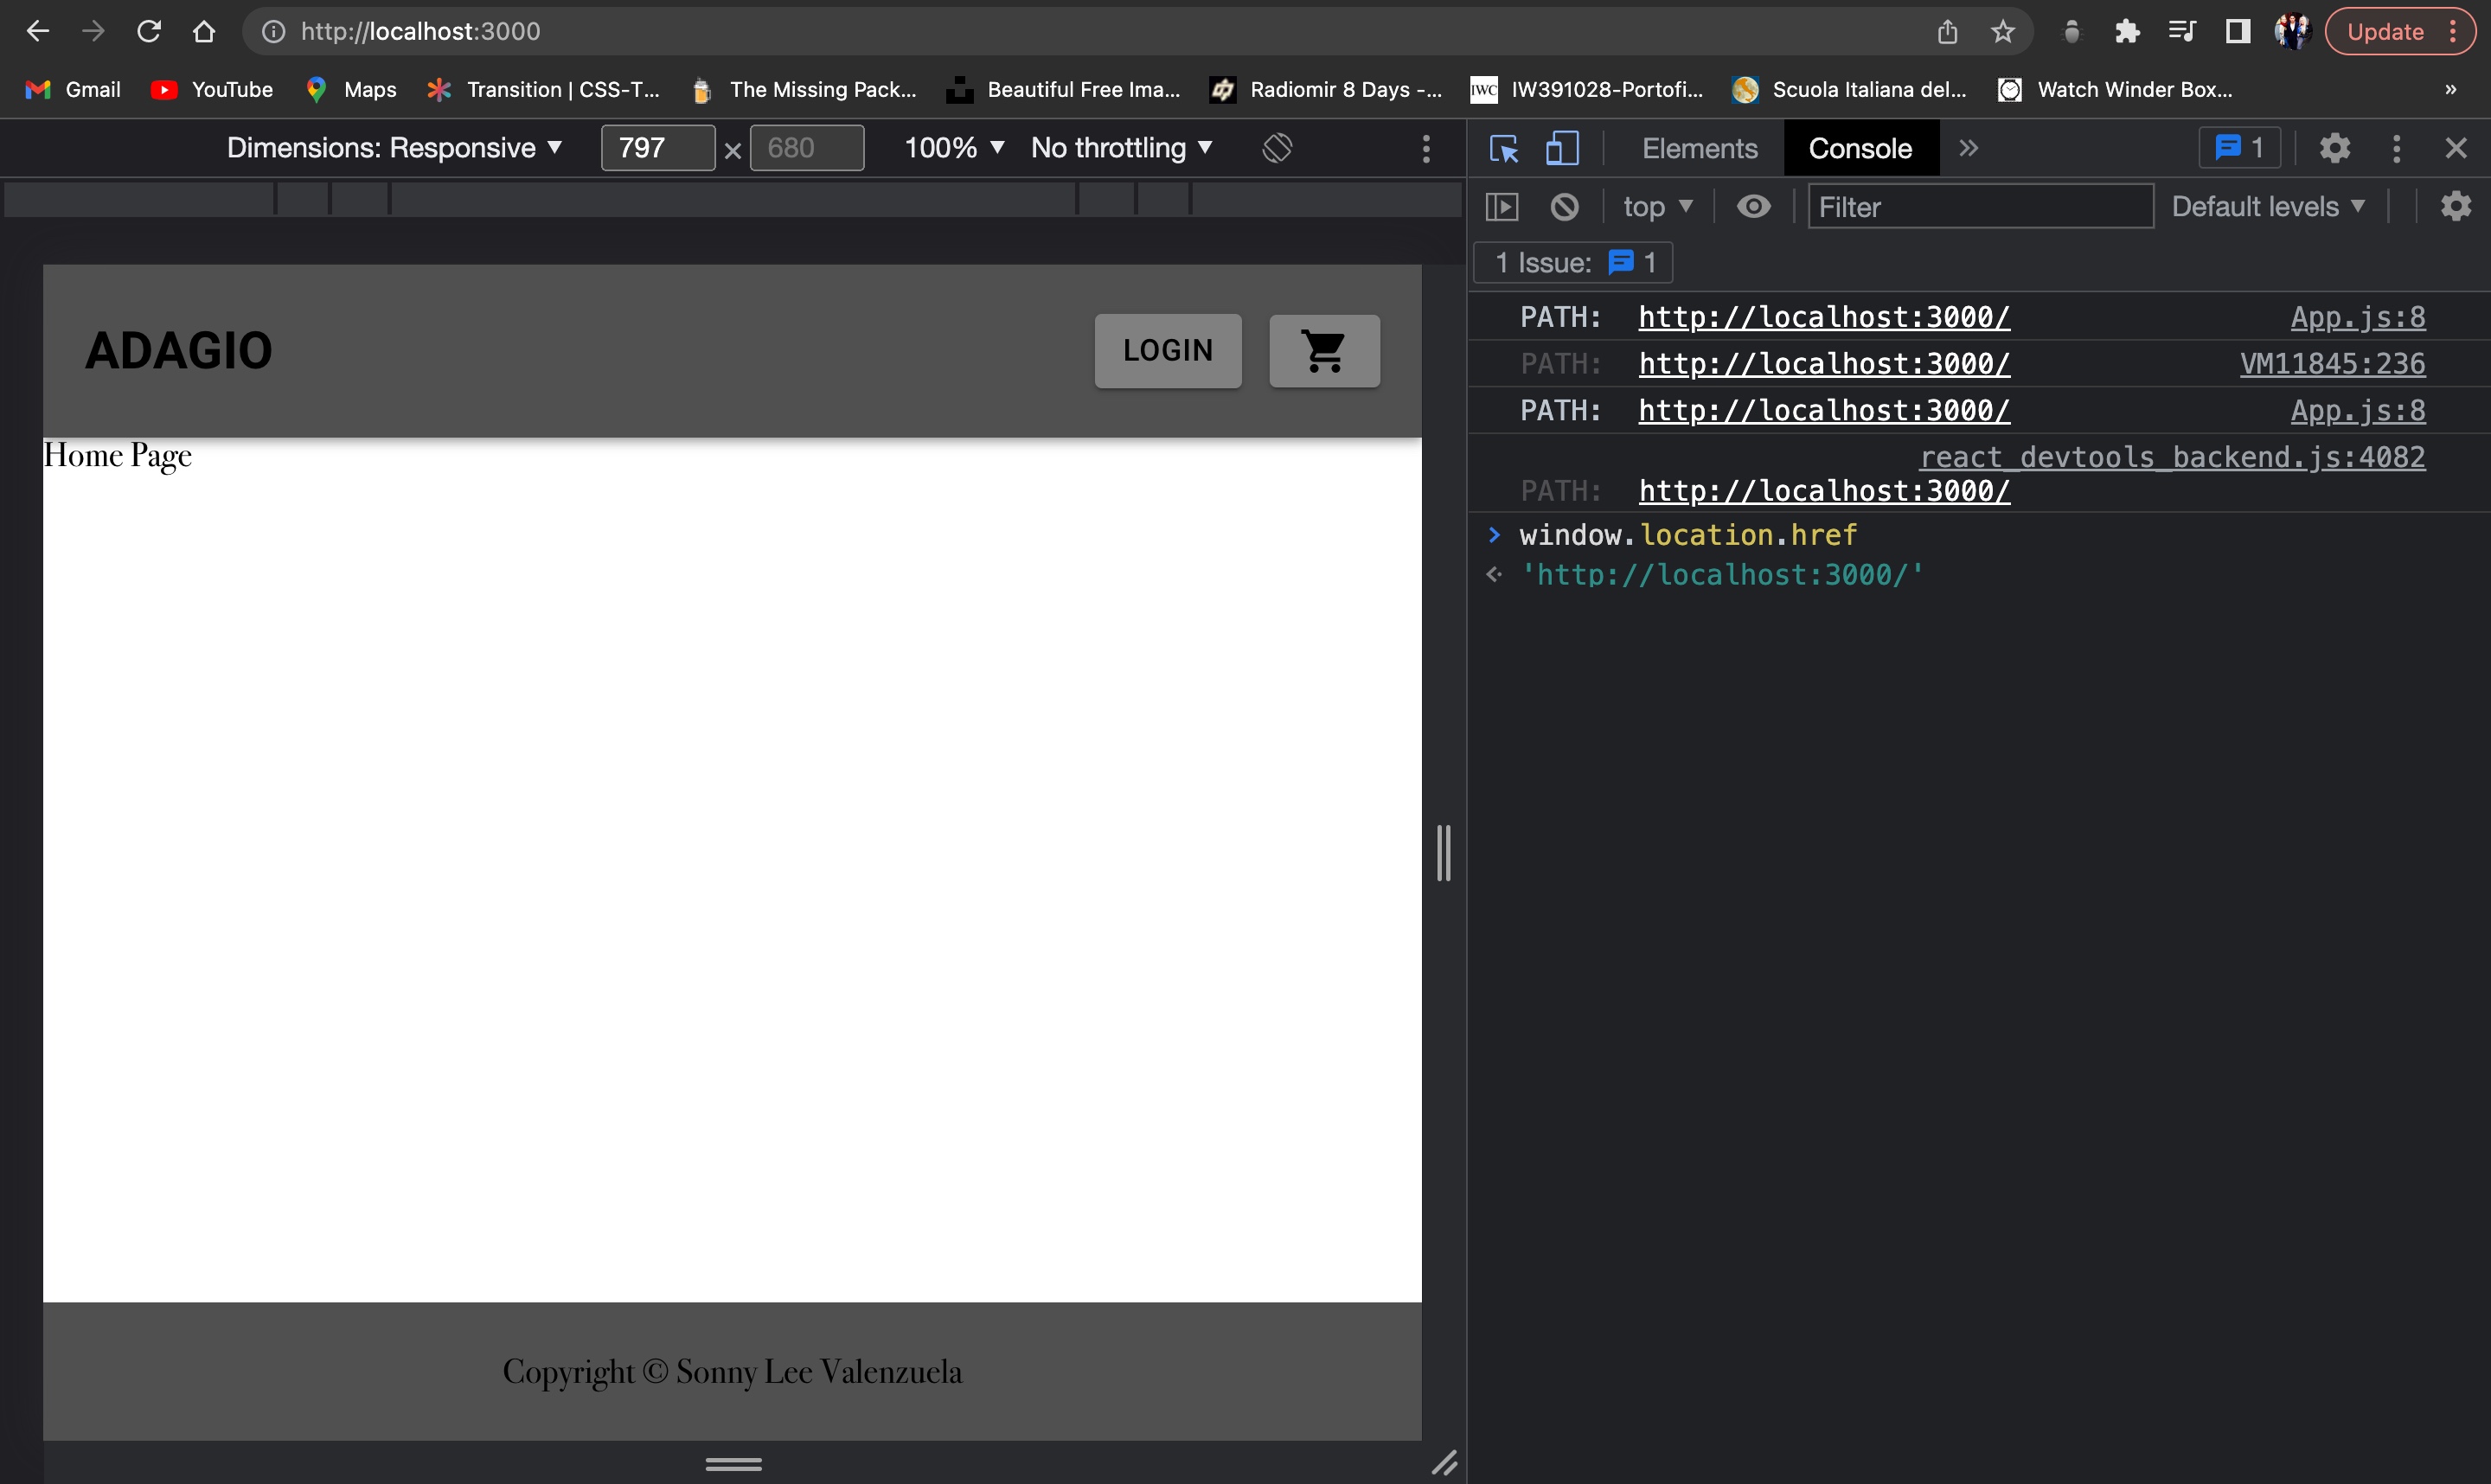 http://localhost:3000
Update
Gmail YouTube Maps Transition | CSS-T... The Missing Pack... Beautiful Free Ima... Radiomir 8 Days -... IWC IW391028-Portofi... Scuola Italiana del... Watch Winder Box... »
Dimensions: Responsive ▼ 797 × 680 100% ▼ No throttling ▼
Elements Console » 1
top ▼ Filter Default levels ▼
1 Issue: 1
ADAGIO
LOGIN
Home Page
Copyright © Sonny Lee Valenzuela
PATH: http://localhost:3000/ App.js:8
PATH: http://localhost:3000/ VM11845:236
PATH: http://localhost:3000/ App.js:8
react_devtools_backend.js:4082
PATH: http://localhost:3000/
> window.location.href
'http://localhost:3000/'